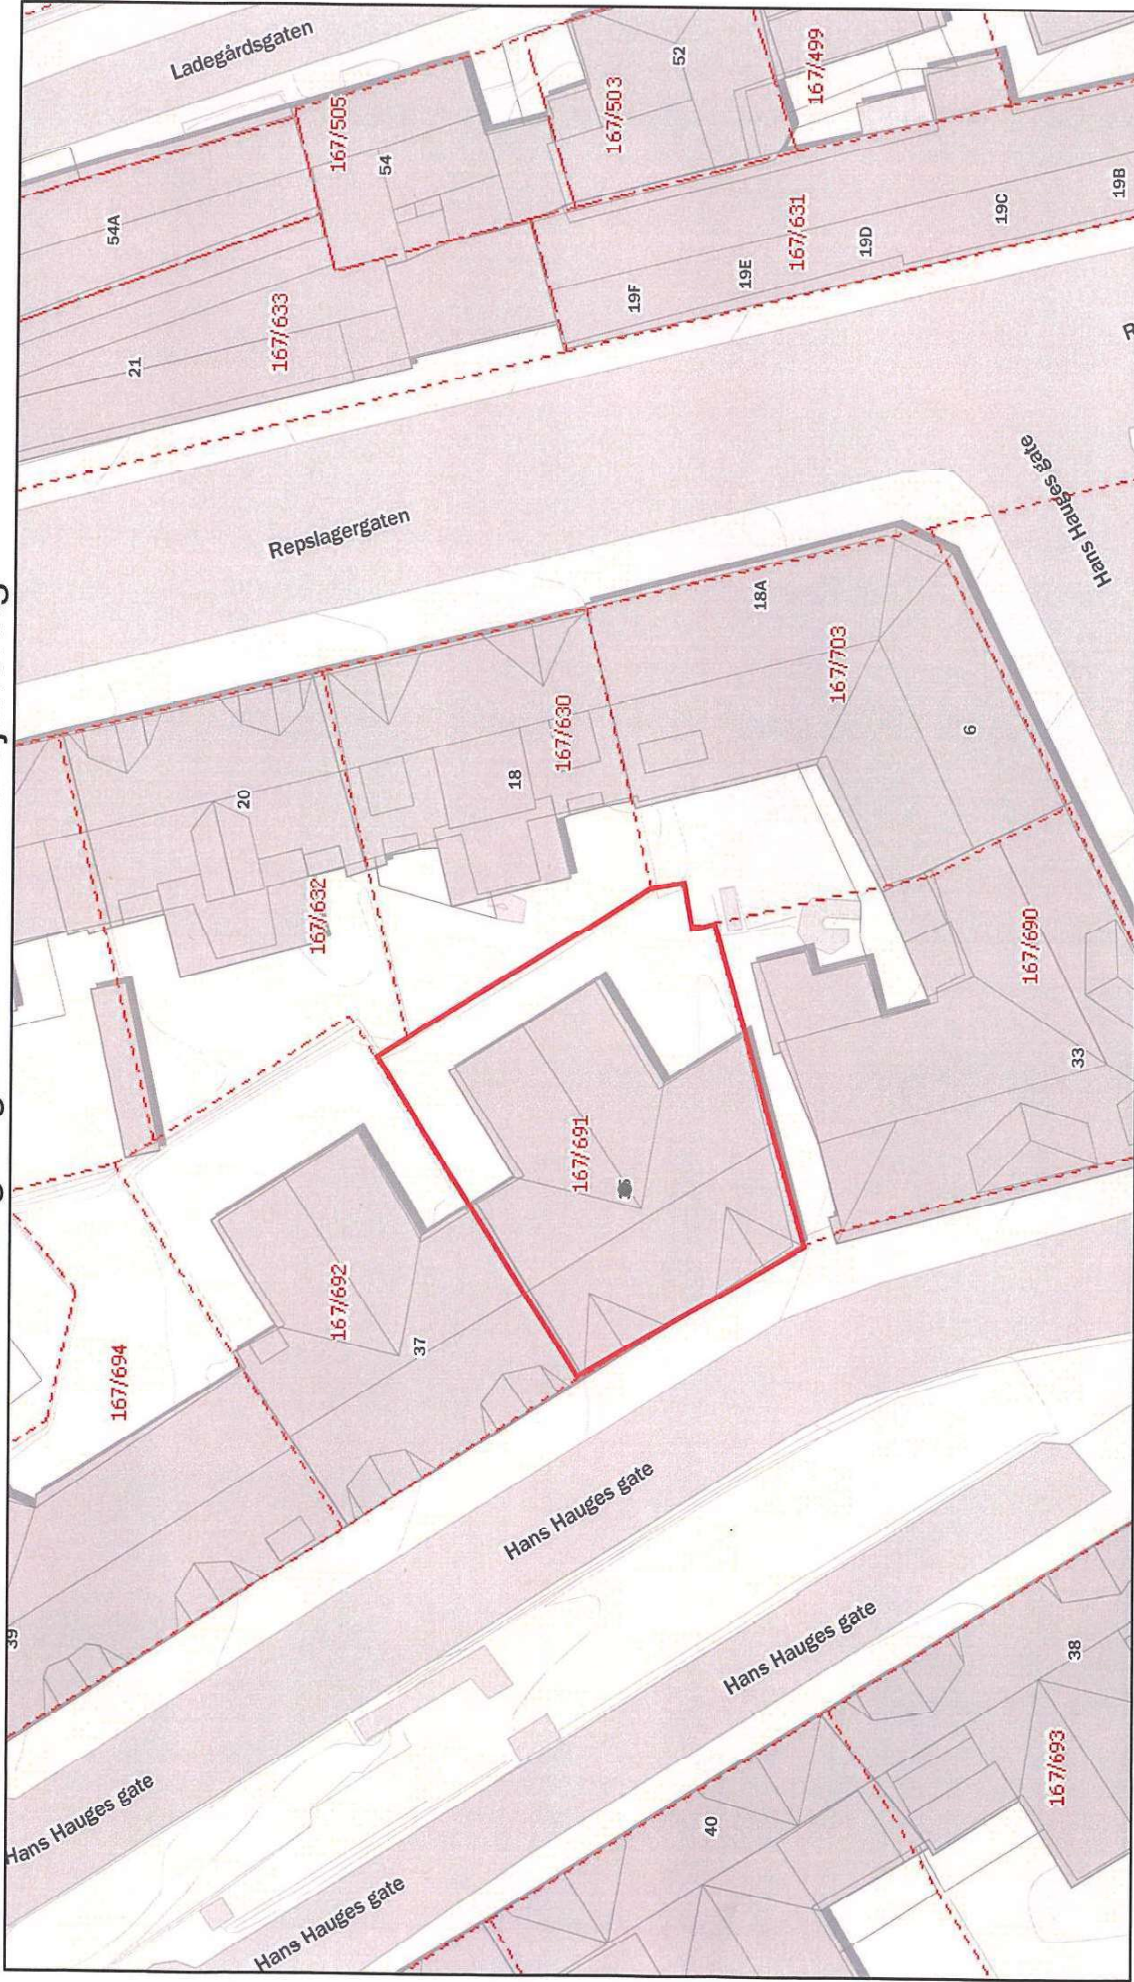 Ladegårdsgaten
52
167/499
167/503
167/505
54
54A
19B
19C
167/631
19D
19E
19F
167/633
21
Repslagergaten
Hans Hauges gate
18A
167/703
6
167/630
18
20
167/632
167/690
33
167/691
167/692
37
167/694
39
Hans Hauges gate
Hans Hauges gate
Hans Hauges gate
Hans Hauges gate
38
167/693
40